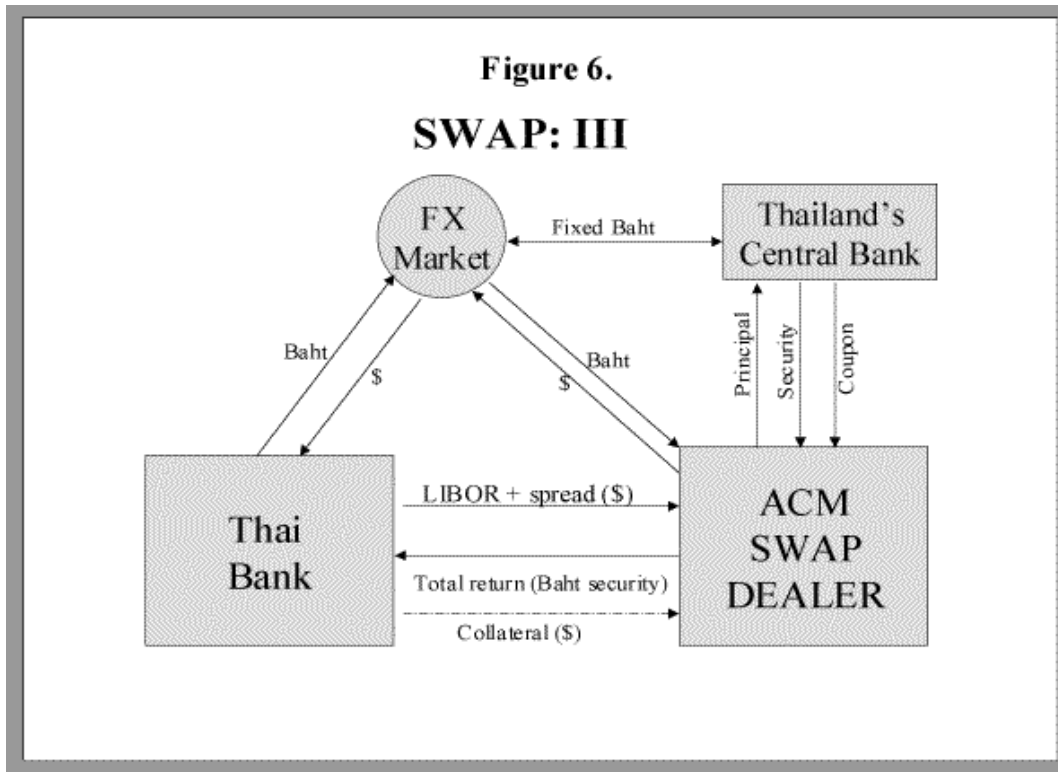 Figure 6.
SWAP: III
FX
Market
Fixed Baht
Thailand's
Central Bank
Baht
$
Baht
$
Principal
Security
Coupon
Thai
Bank
LIBOR + spread ($)
Total return (Baht security)
Collateral ($)
ACM
SWAP
DEALER